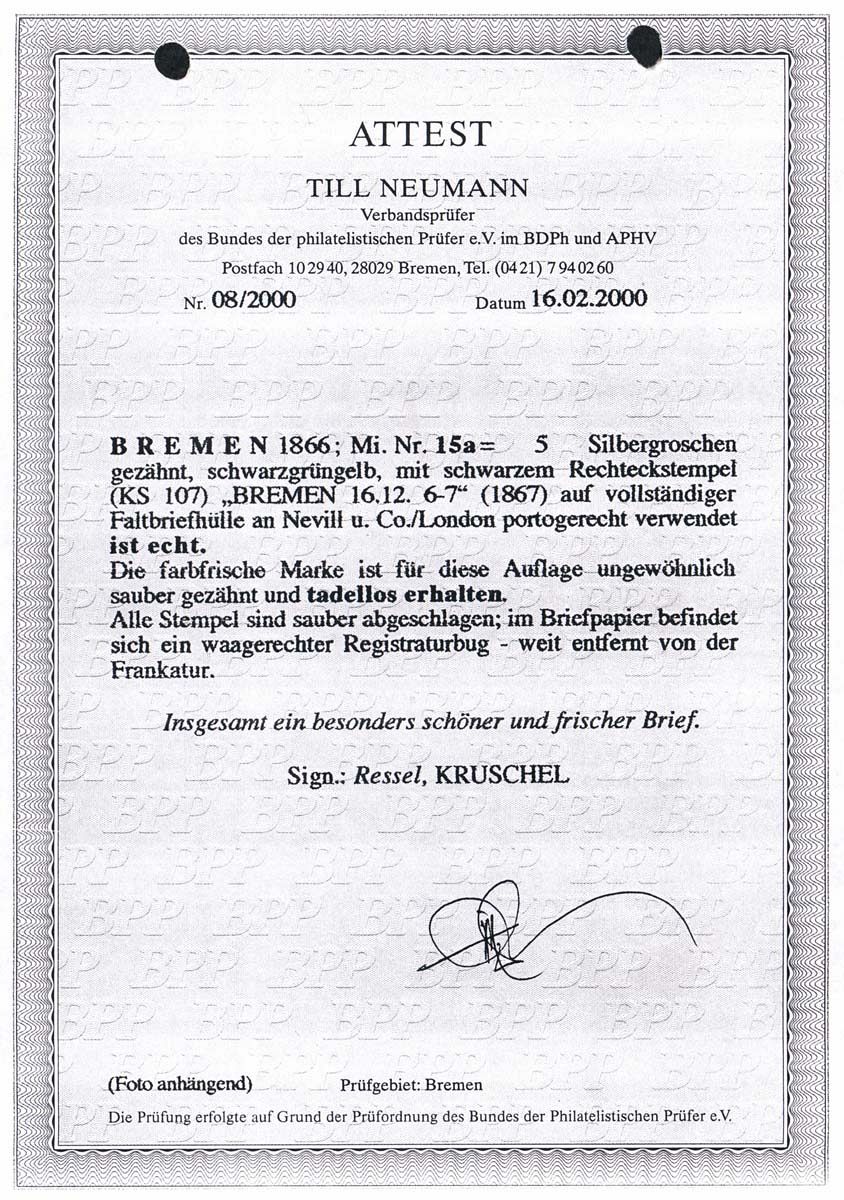 ATTEST
TILL NEUMANN
Verbandsprüfer
des Bundes der philatelistischen Prüfer e.V. im BDPh und APHV
Postfach 10 29 40, 28029 Bremen, Tel. (04 21) 7 94 02 60
Nr. 08/2000 Datum 16.02.2000
B R E M E N 1866; Mi. Nr. 15a= 5 Silbergroschen
gezähnt, schwarzgrüngelb, mit schwarzem Rechteckstempel
(KS 107) „BREMEN 16.12. 6-7“ (1867) auf vollständiger
Faltbriefhülle an Nevill u. Co./London portogerecht verwendet
ist echt.
Die farbfrische Marke ist für diese Auflage ungewöhnlich
sauber gezähnt und tadellos erhalten.
Alle Stempel sind sauber abgeschlagen; im Briefpapier befindet
sich ein waagerechter Registraturbug - weit entfernt von der
Frankatur.
Insgesamt ein besonders schöner und frischer Brief.
Sign.: Ressel, KRUSCHEL
(Foto anhängend) Prüfgebiet: Bremen
Die Prüfung erfolgte auf Grund der Prüfordnung des Bundes der Philatelistischen Prüfer e.V.